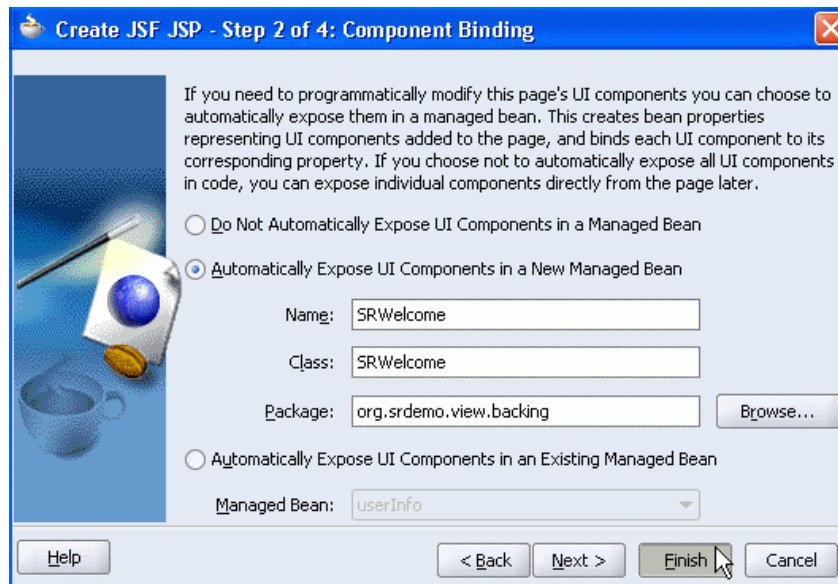 Create JSF JSP - Step 2 of 4: Component Binding
If you need to programmatically modify this page's UI components you can choose to
automatically expose them in a managed bean. This creates bean properties
representing UI components added to the page, and binds each UI component to its
corresponding property. If you choose not to automatically expose all UI components
in code, you can expose individual components directly from the page later.
Do Not Automatically Expose UI Components in a Managed Bean
Automatically Expose UI Components in a New Managed Bean
Name: SRWelcome
Class: SRWelcome
Package: org.srdemo.view.backing Browse...
Automatically Expose UI Components in an Existing Managed Bean
Managed Bean: userInfo
Help < Back Next > Finish Cancel